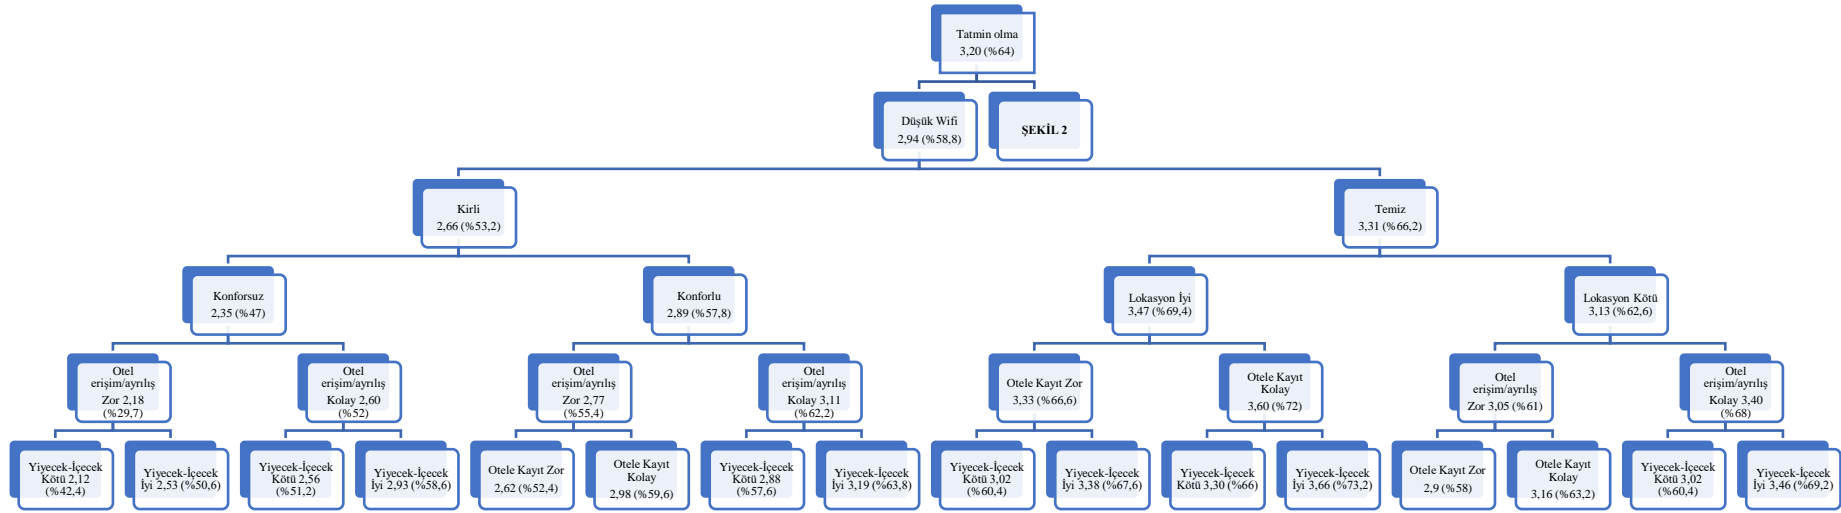 Tatmin olma
3,20 (%64)
Düşük Wifi
2,94 (%58,8)
ŞEKİL 2
Kirli
2,66 (%53,2)
Temiz
3,31 (%66,2)
Konforsuz
2,35 (%47)
Konforlu
2,89 (%57,8)
Lokasyon İyi
3,47 (%69,4)
Lokasyon Kötü
3,13 (%62,6)
Otel
erişim/ayrılış
Zor 2,18
(%29,7)
Otel
erişim/ayrılış
Kolay 2,60
(%52)
Otel
erişim/ayrılış
Zor 2,77
(%55,4)
Otel
erişim/ayrılış
Kolay 3,11
(%62,2)
Otele Kayıt Zor
3,33 (%66,6)
Otele Kayıt
Kolay
3,60 (%72)
Otel
erişim/ayrılış
Zor 3,05 (%61)
Otel
erişim/ayrılış
Kolay 3,40
(%68)
Yiyecek-İçecek
Kötü 2,12
(%42,4)
Yiyecek-İçecek
İyi 2,53 (%50,6)
Yiyecek-İçecek
Kötü 2,56
(%51,2)
Yiyecek-İçecek
İyi 2,93 (%58,6)
Otele Kayıt Zor
2,62 (%52,4)
Otele Kayıt
Kolay
2,98 (%59,6)
Yiyecek-İçecek
Kötü 2,88
(%57,6)
Yiyecek-İçecek
İyi 3,19 (%63,8)
Yiyecek-İçecek
Kötü 3,02
(%60,4)
Yiyecek-İçecek
İyi 3,38 (%67,6)
Yiyecek-İçecek
Kötü 3,30 (%66)
Yiyecek-İçecek
İyi 3,66 (%73,2)
Otele Kayıt Zor
2,9 (%58)
Otele Kayıt
Kolay
3,16 (%63,2)
Yiyecek-İçecek
Kötü 3,02
(%60,4)
Yiyecek-İçecek
İyi 3,46 (%69,2)